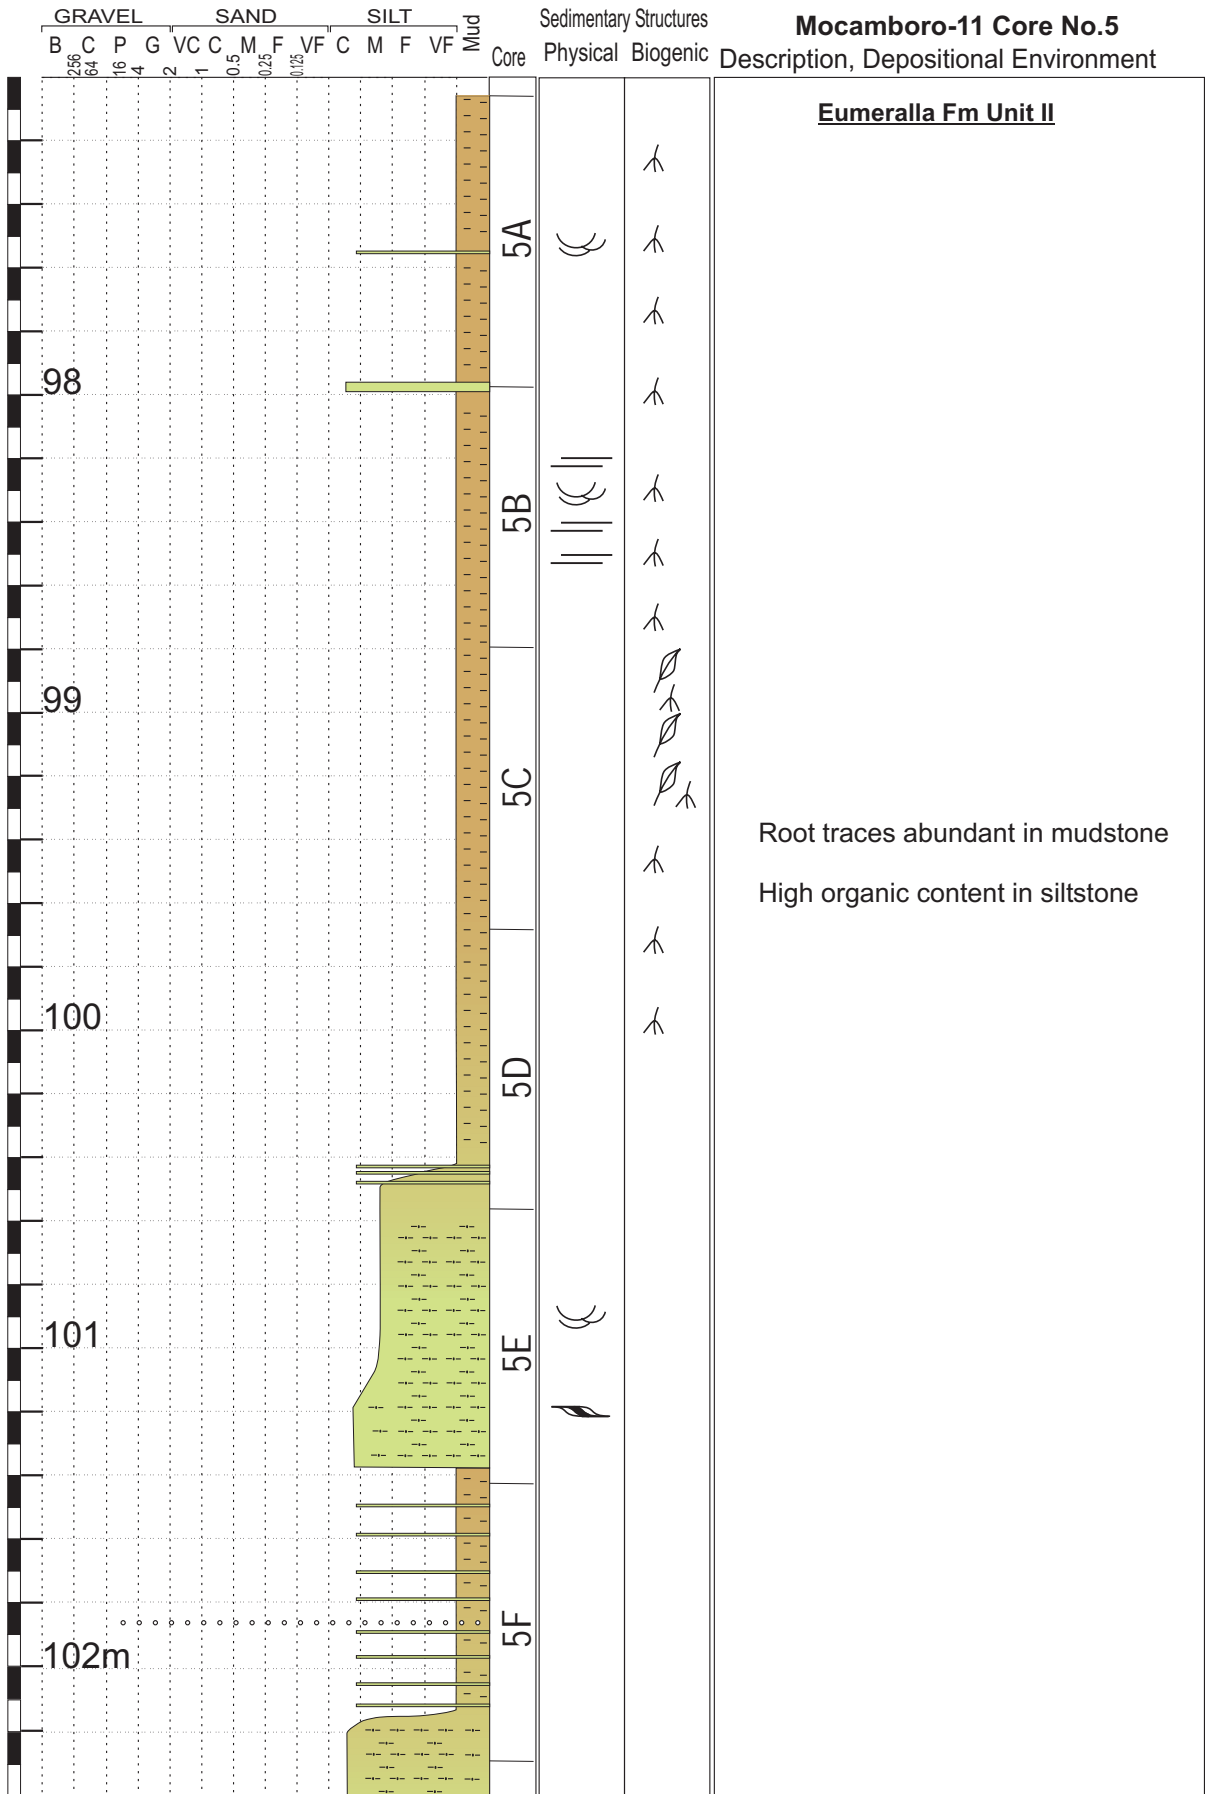 GRAVEL SAND SILT Mud
B C P G VC C M F VF C M F VF
256 64 16 4 2 1 0.5 0.25 0.125
Core
Sedimentary Structures
Physical Biogenic
Mocamboro-11 Core No.5
Description, Depositional Environment
Eumeralla Fm Unit II
5A
98
5B
99
5C
Root traces abundant in mudstone
High organic content in siltstone
100
5D
101
5E
5F
102m